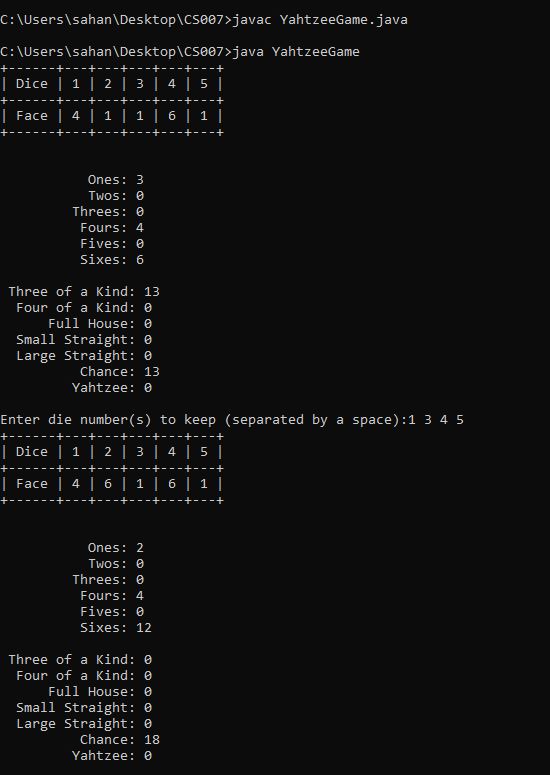 C:\Users\sahan\Desktop\CS007>javac YahtzeeGame.java
C:\Users\sahan\Desktop\CS007>java YahtzeeGame
+------+---+---+---+---+---+
| Dice | 1 | 2 | 3 | 4 | 5 |
+------+---+---+---+---+---+
| Face | 4 | 1 | 1 | 6 | 1 |
+------+---+---+---+---+---+
Ones: 3
Twos: 0
Threes: 0
Fours: 4
Fives: 0
Sixes: 6
Three of a Kind: 13
Four of a Kind: 0
Full House: 0
Small Straight: 0
Large Straight: 0
Chance: 13
Yahtzee: 0
Enter die number(s) to keep (separated by a space):1 3 4 5
+------+---+---+---+---+---+
| Dice | 1 | 2 | 3 | 4 | 5 |
+------+---+---+---+---+---+
| Face | 4 | 6 | 1 | 6 | 1 |
+------+---+---+---+---+---+
Ones: 2
Twos: 0
Threes: 0
Fours: 4
Fives: 0
Sixes: 12
Three of a Kind: 0
Four of a Kind: 0
Full House: 0
Small Straight: 0
Large Straight: 0
Chance: 18
Yahtzee: 0